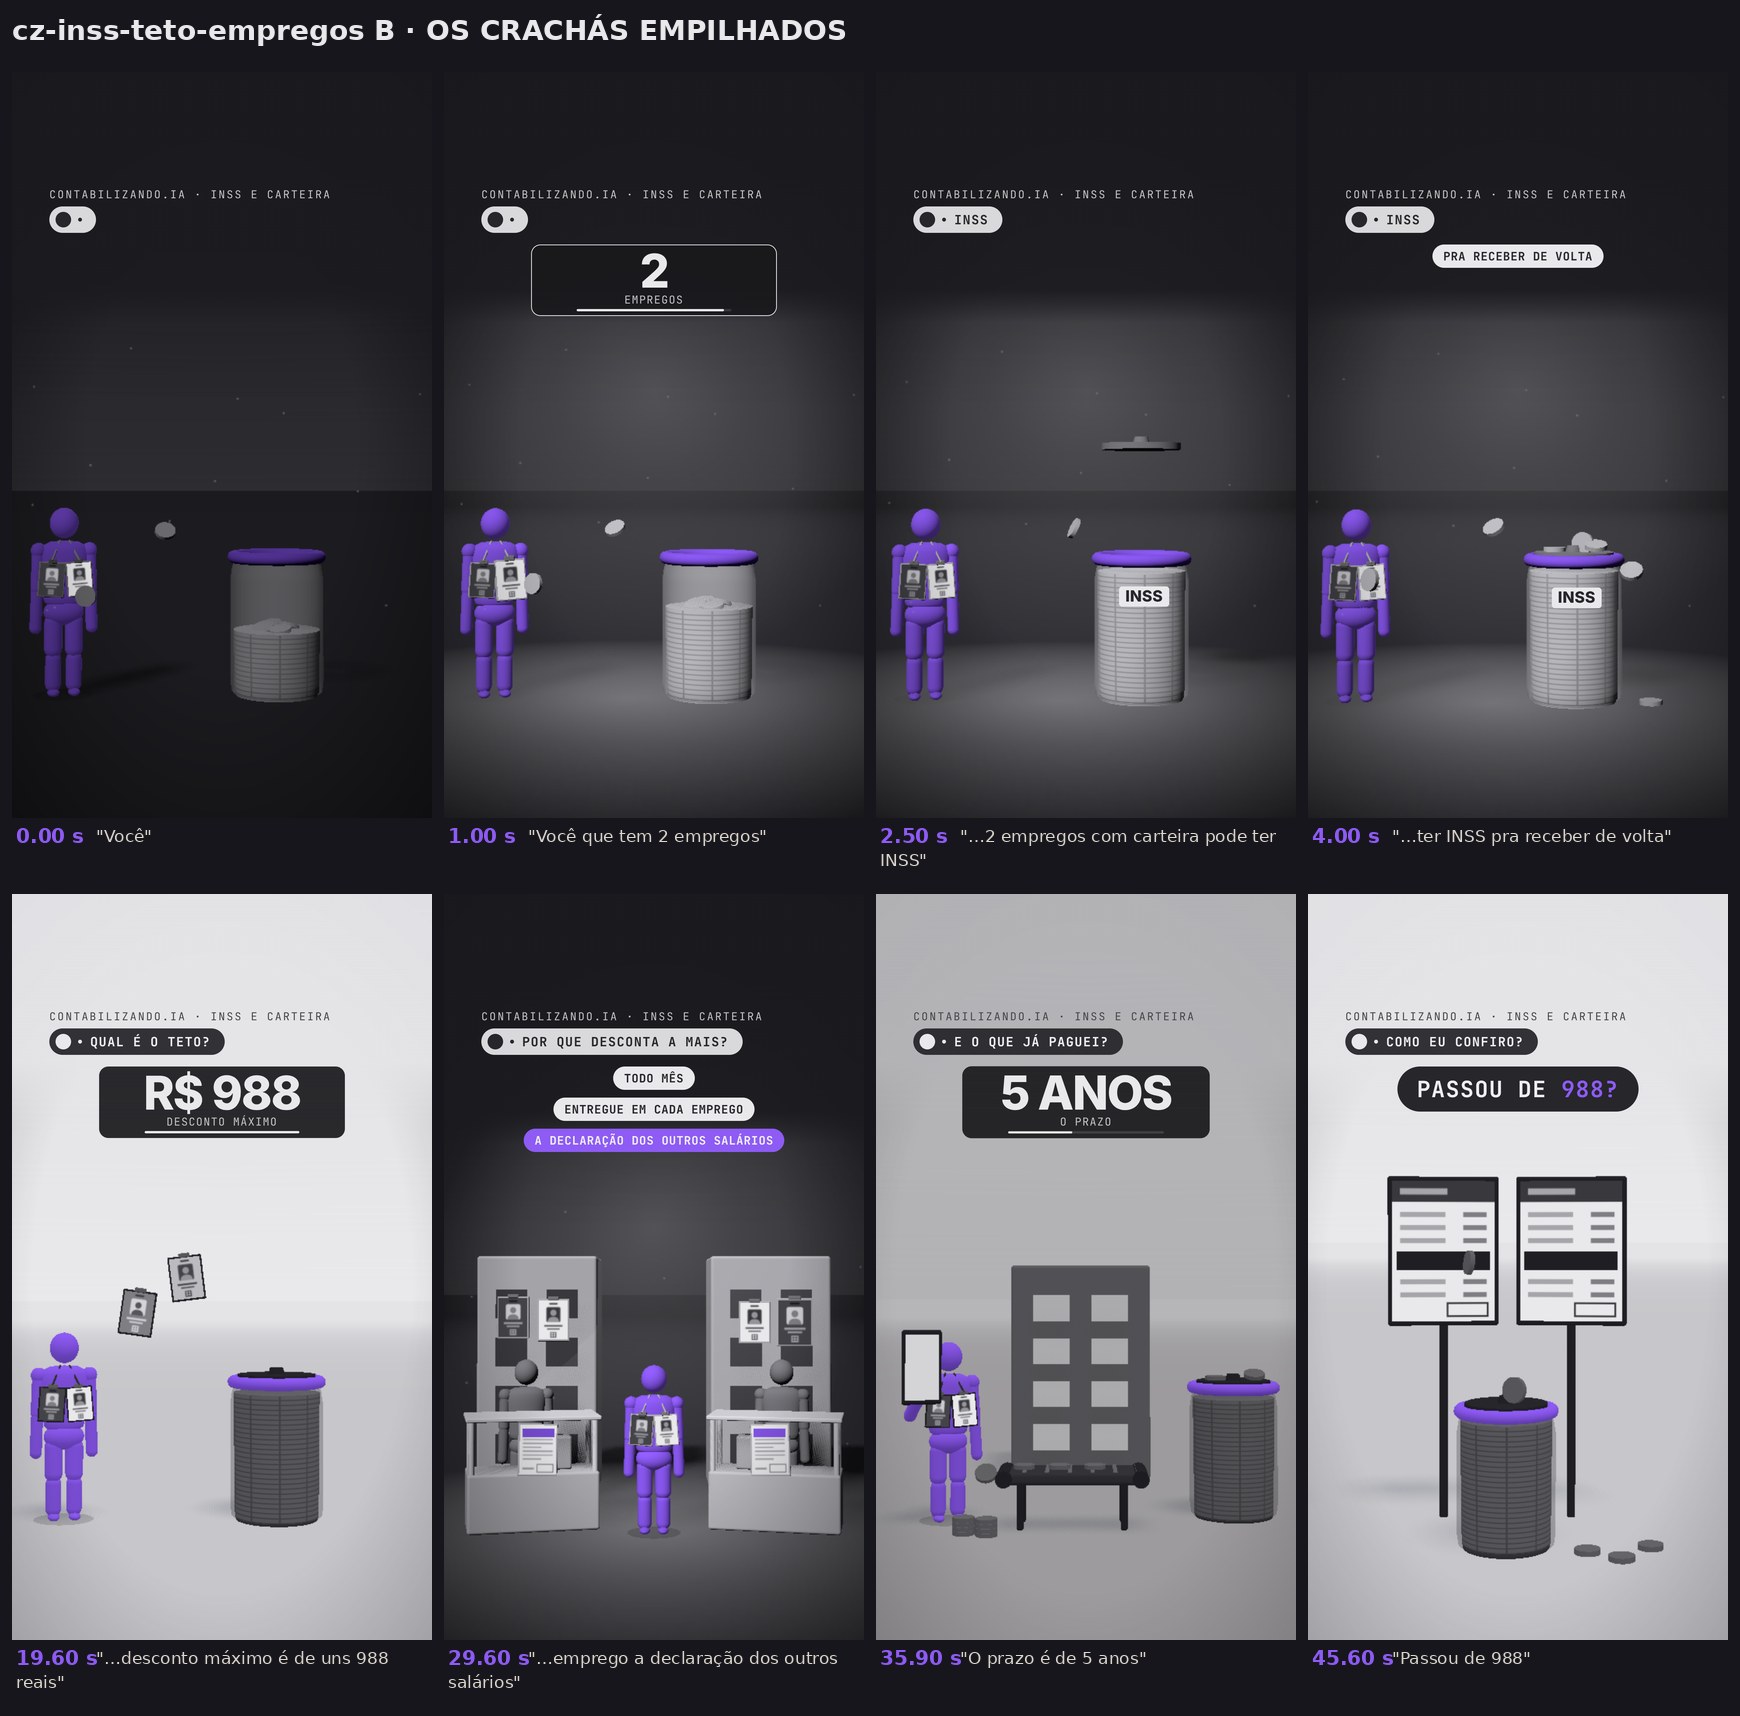 cz-inss-teto-empregos B · OS CRACHÁS EMPILHADOS
CONTABILIZANDO.IA · INSS E CARTEIRA
0.00 s "Você"
CONTABILIZANDO.IA · INSS E CARTEIRA
2
EMPREGOS
1.00 s "Você que tem 2 empregos"
CONTABILIZANDO.IA · INSS E CARTEIRA
• INSS
INSS
2.50 s "...2 empregos com carteira pode ter
INSS"
CONTABILIZANDO.IA · INSS E CARTEIRA
• INSS
PRA RECEBER DE VOLTA
INSS
4.00 s "...ter INSS pra receber de volta"
CONTABILIZANDO.IA · INSS E CARTEIRA
• QUAL É O TETO?
R$ 988
DESCONTO MÁXIMO
19.60 s "...desconto máximo é de uns 988
reais"
CONTABILIZANDO.IA · INSS E CARTEIRA
• POR QUE DESCONTA A MAIS?
TODO MÊS
ENTREGUE EM CADA EMPREGO
A DECLARAÇÃO DOS OUTROS SALÁRIOS
29.60 s "...emprego a declaração dos outros
salários"
CONTABILIZANDO.IA · INSS E CARTEIRA
• E O QUE JÁ PAGUEI?
5 ANOS
O PRAZO
35.90 s "O prazo é de 5 anos"
CONTABILIZANDO.IA · INSS E CARTEIRA
• COMO EU CONFIRO?
PASSOU DE 988?
45.60 s "Passou de 988"